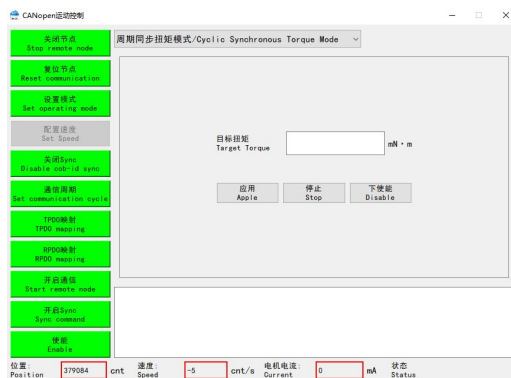 CANopen运动控制
关闭节点
Stop remote node
周期同步扭矩模式/Cyclic Synchronous Torque Mode
复位节点
Reset communication
设置模式
Set operating mode
配置速度
Set Speed
关闭Sync
Disable cob-id sync
通信周期
Set communication cycle
TPDO映射
TPDO mapping
RPDO映射
RPDO mapping
开启通信
Start remote node
开启Sync
Sync command
使能
Enable
目标扭矩
Target Torque
mN·m
应用
Apple
停止
Stop
下使能
Disable
位置:
Position
379084
cnt
速度:
Speed
-5
cnt/s
电机电流:
Current
0
mA
状态
Status